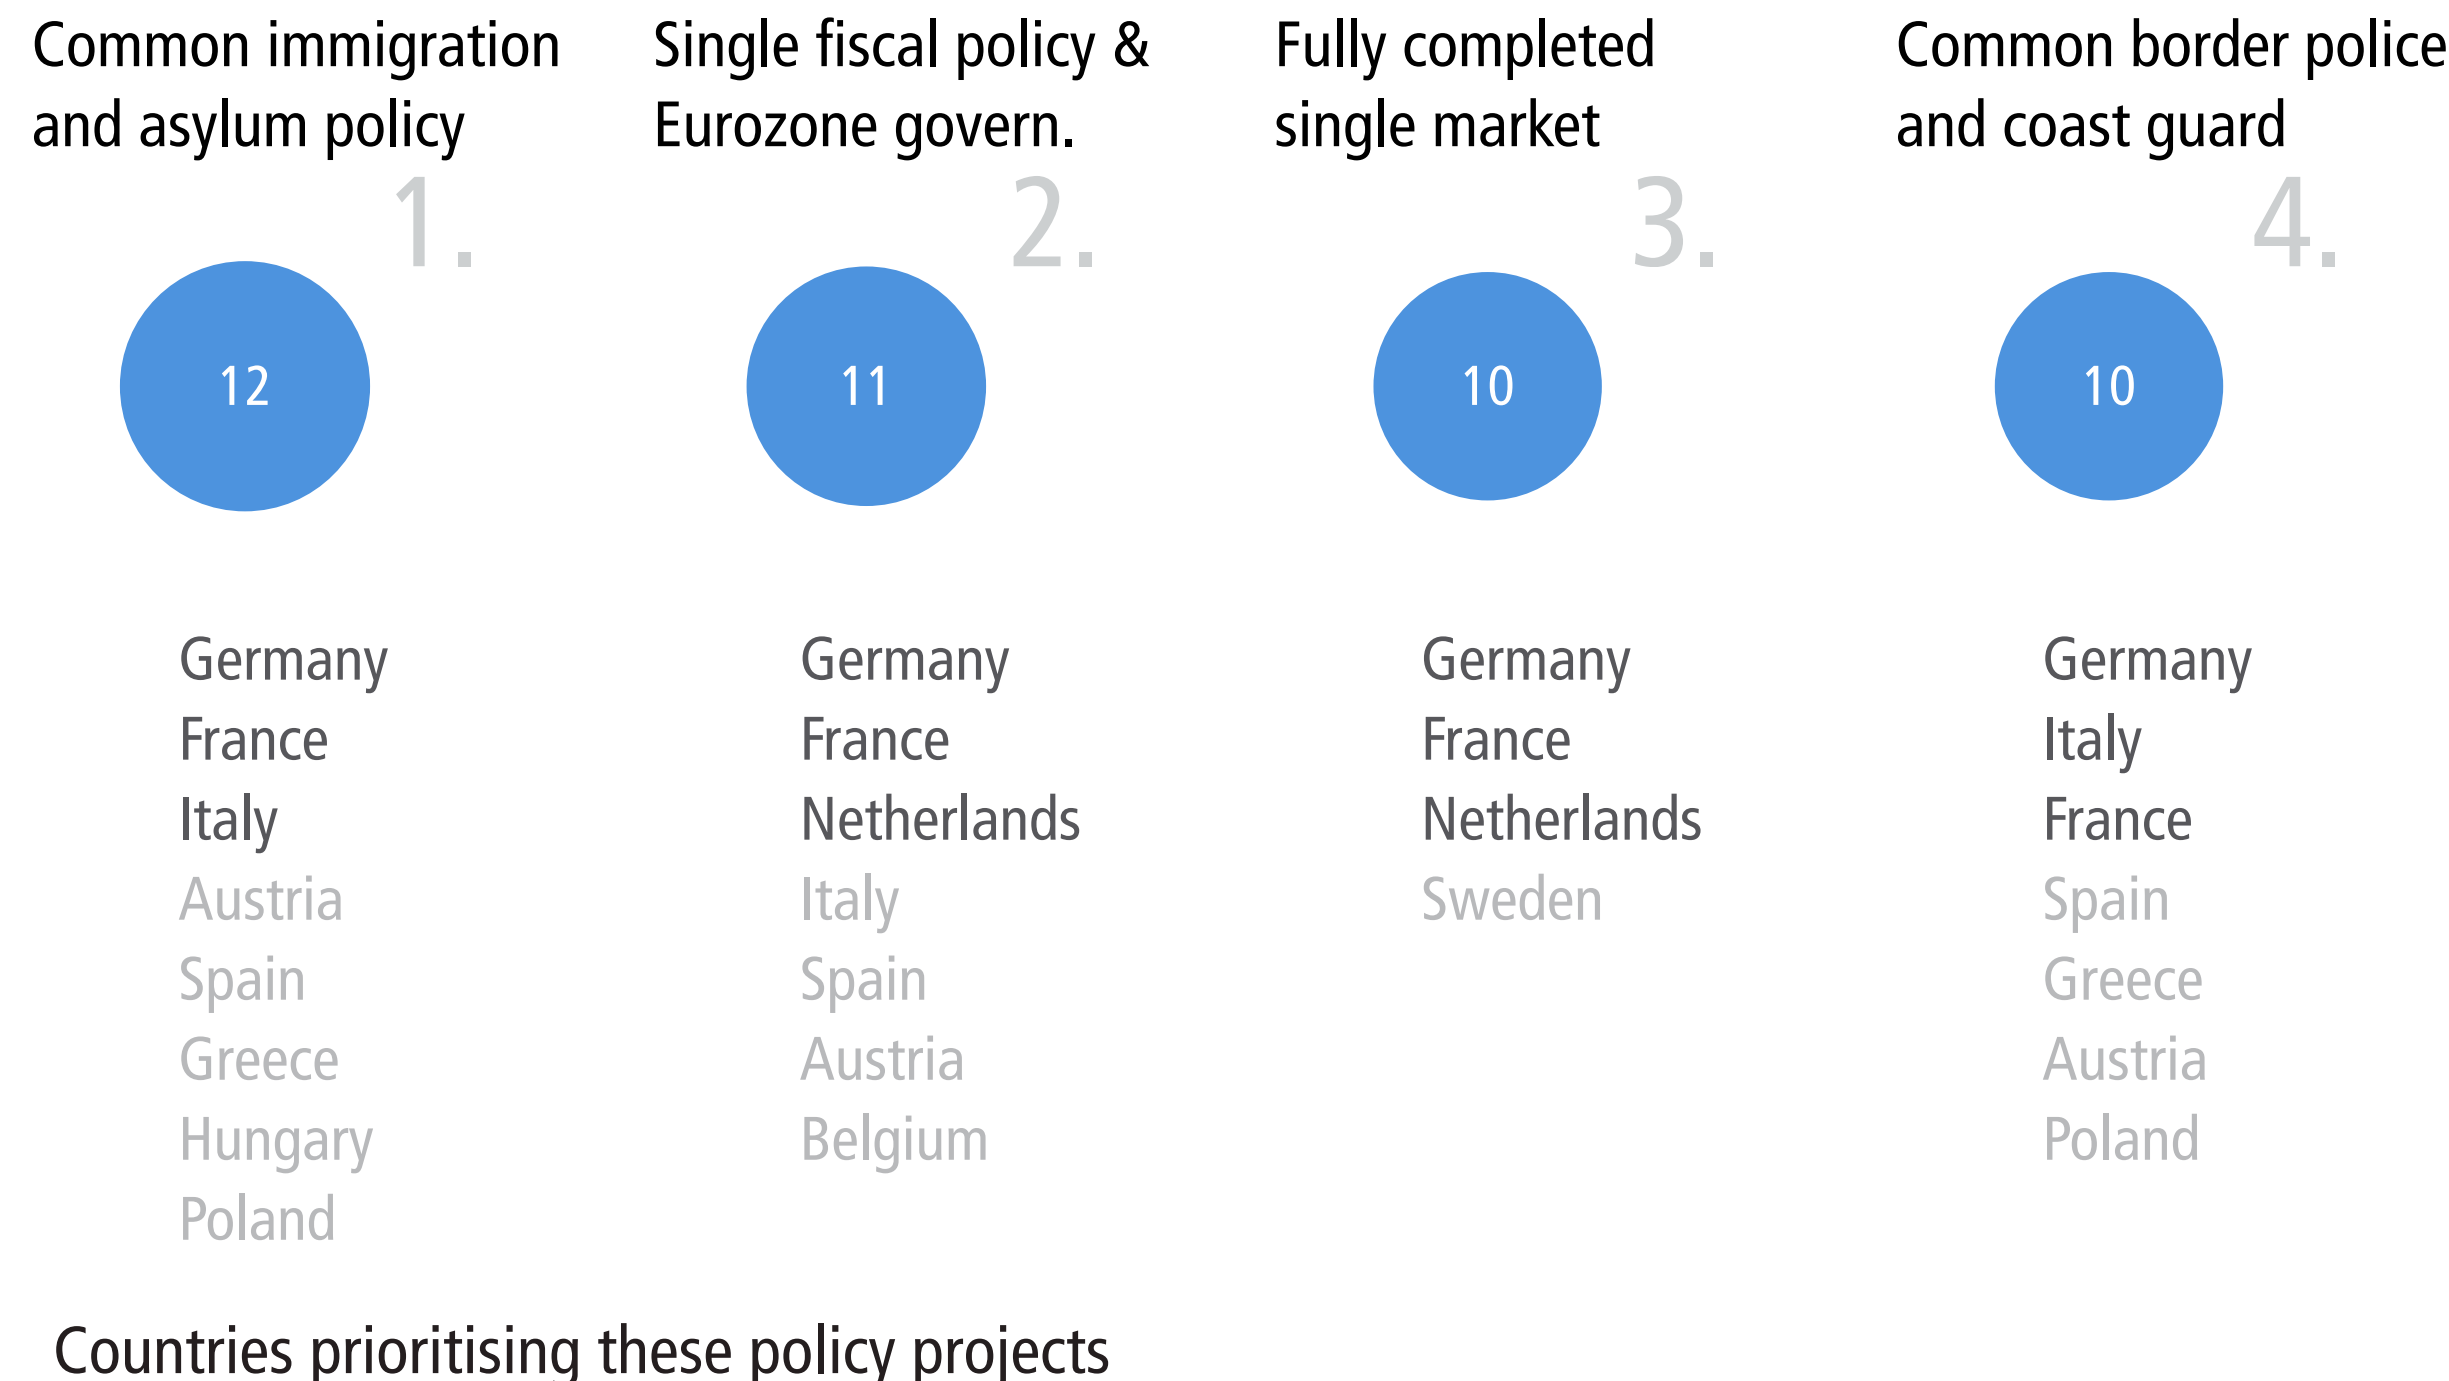 Common immigration
and asylum policy
1.
12
Germany
France
Italy
Austria
Spain
Greece
Hungary
Poland
Single fiscal policy &
Eurozone govern.
2.
11
Germany
France
Netherlands
Italy
Spain
Austria
Belgium
Fully completed
single market
3.
10
Germany
France
Netherlands
Sweden
Common border police
and coast guard
4.
10
Germany
Italy
France
Spain
Greece
Austria
Poland
Countries prioritising these policy projects